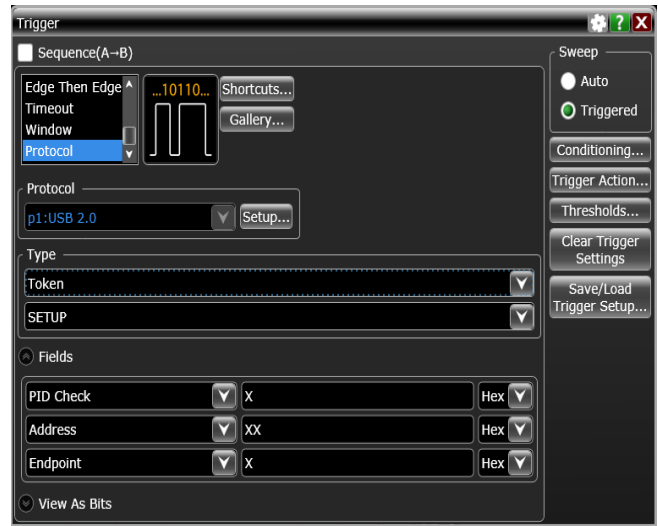 Trigger
?
X
Sequence(A→B)
Edge Then Edge
Timeout
Window
Protocol
...10110...
Shortcuts...
Gallery...
Protocol
p1:USB 2.0
Setup...
Type
Token
SETUP
Fields
PID Check
X
Hex
Address
XX
Hex
Endpoint
X
Hex
View As Bits
Sweep
Auto
Triggered
Conditioning...
Trigger Action...
Thresholds...
Clear Trigger
Settings
Save/Load
Trigger Setup...